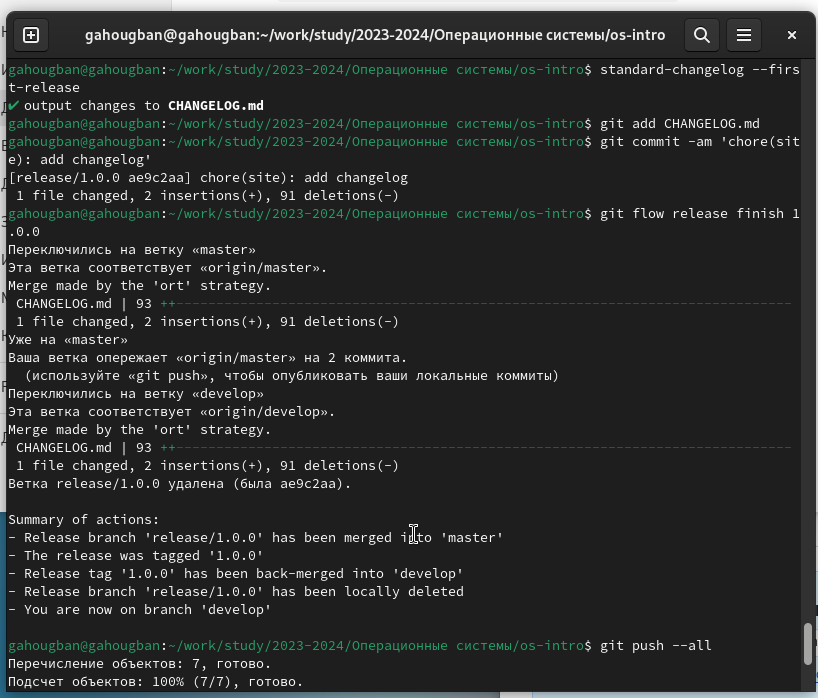 gahougban@gahougban:~/work/study/2023-2024/Операционные системы/os-intro
gahougban@gahougban:~/work/study/2023-2024/Операционные системы/os-intro$ standard-changelog --firs
t-release
✔ output changes to CHANGELOG.md
gahougban@gahougban:~/work/study/2023-2024/Операционные системы/os-intro$ git add CHANGELOG.md
gahougban@gahougban:~/work/study/2023-2024/Операционные системы/os-intro$ git commit -am 'chore(sit
e): add changelog'
[release/1.0.0 ae9c2aa] chore(site): add changelog
 1 file changed, 2 insertions(+), 91 deletions(-)
gahougban@gahougban:~/work/study/2023-2024/Операционные системы/os-intro$ git flow release finish 1
.0.0
Переключились на ветку «master»
Эта ветка соответствует «origin/master».
Merge made by the 'ort' strategy.
 CHANGELOG.md | 93 ++-----------------------------------------------------------------------------
 1 file changed, 2 insertions(+), 91 deletions(-)
Уже на «master»
Ваша ветка опережает «origin/master» на 2 коммита.
  (используйте «git push», чтобы опубликовать ваши локальные коммиты)
Переключились на ветку «develop»
Эта ветка соответствует «origin/develop».
Merge made by the 'ort' strategy.
 CHANGELOG.md | 93 ++-----------------------------------------------------------------------------
 1 file changed, 2 insertions(+), 91 deletions(-)
Ветка release/1.0.0 удалена (была ae9c2aa).
Summary of actions:
- Release branch 'release/1.0.0' has been merged into 'master'
- The release was tagged '1.0.0'
- Release tag '1.0.0' has been back-merged into 'develop'
- Release branch 'release/1.0.0' has been locally deleted
- You are now on branch 'develop'
gahougban@gahougban:~/work/study/2023-2024/Операционные системы/os-intro$ git push --all
Перечисление объектов: 7, готово.
Подсчет объектов: 100% (7/7), готово.